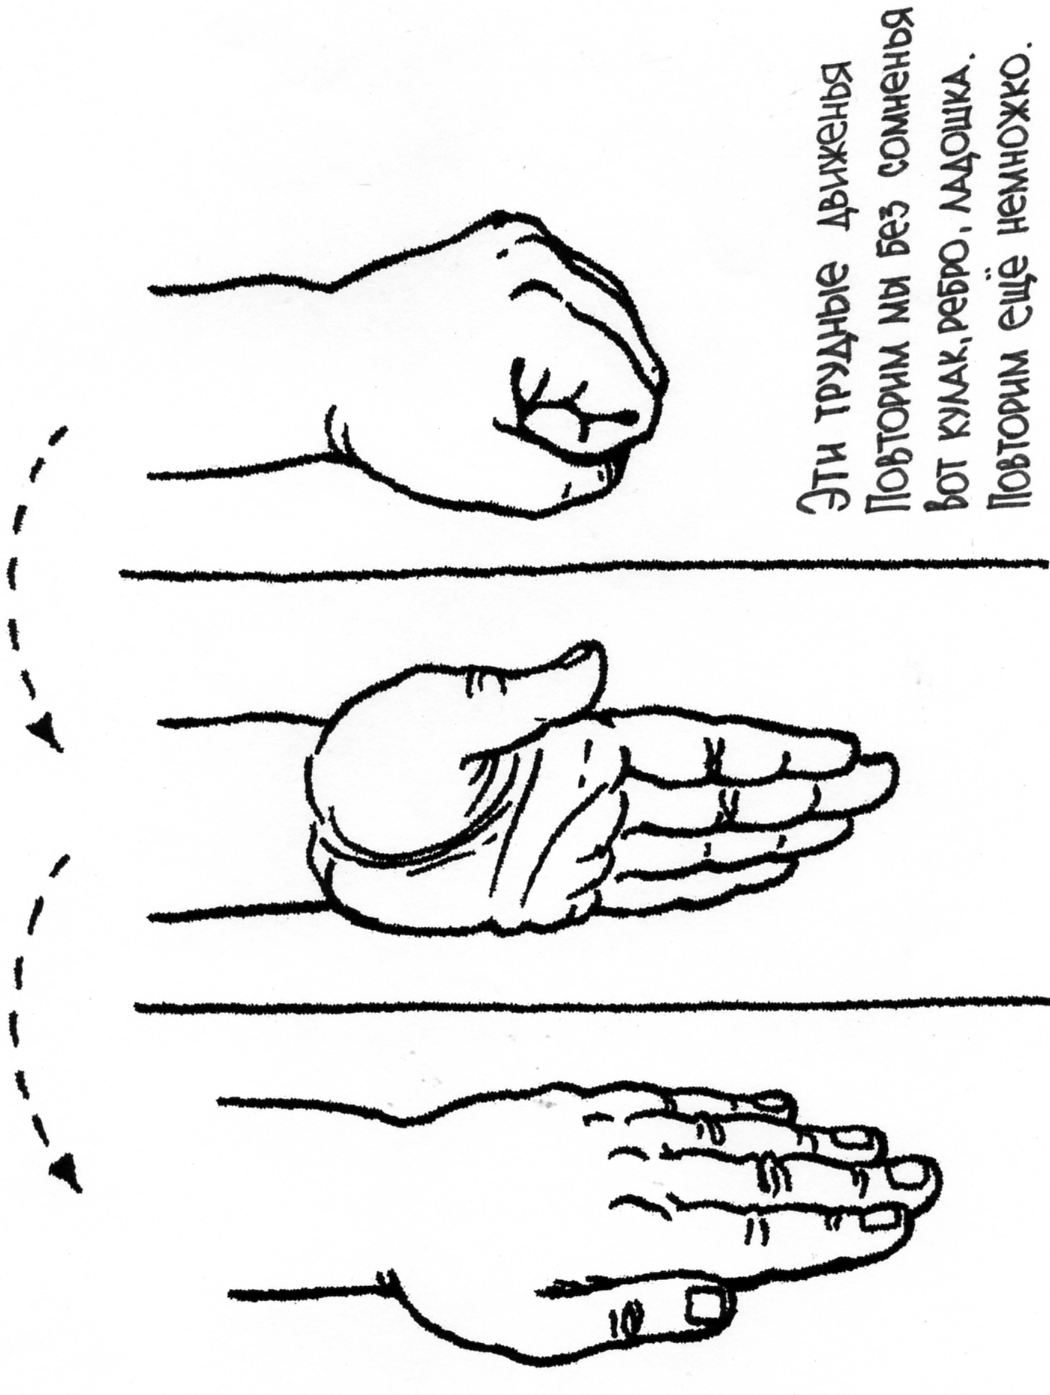 Эти трудные движенья
Повторим мы без сомненья
Вот кулак, ребро, ладошка.
Повторим ещё немножко.